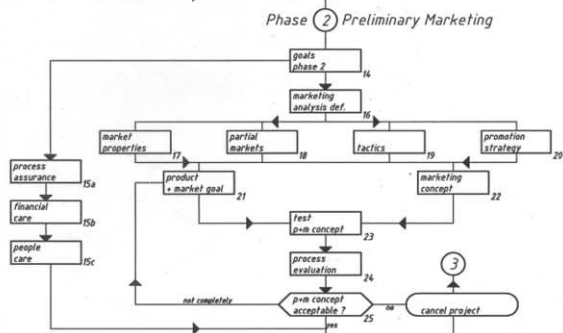 Phase 2 Preliminary Marketing
goals
phase 2
14
marketing
analysis def.
16
market
properties
17
partial
markets
18
tactics
19
promotion
strategy
20
process
assurance
15a
product
+ market goal
21
marketing
concept
22
financial
care
15b
test
p+m concept
23
people
care
15c
process
evaluation
24
3
not completely
p+m concept
acceptable ?
25
no
cancel project
yes